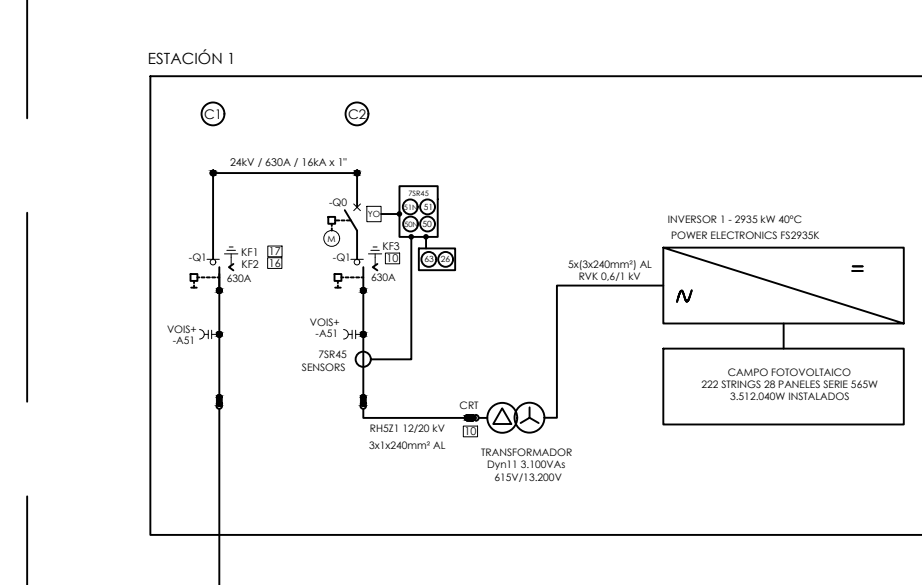 ESTACIÓN 1
C1
C2
24kV / 630A / 16kA x 1"
-Q0
M
YO
7SR45
51N 51
50N 50
63 26
-Q1
KF1 17
KF2 16
630A
-Q1
KF3
10
630A
VOIS+
-A51
VOIS+
-A51
7SR45
SENSORS
RH5Z1 12/20 kV
3x1x240mm² AL
CRT
10
TRANSFORMADOR
Dyn11 3.100VAs
615V/13.200V
5x(3x240mm²) AL
RVK 0,6/1 kV
INVERSOR 1 - 2935 kW 40ºC
POWER ELECTRONICS FS2935K
CAMPO FOTOVOLTAICO
222 STRINGS 28 PANELES SERIE 565W
3.512.040W INSTALADOS